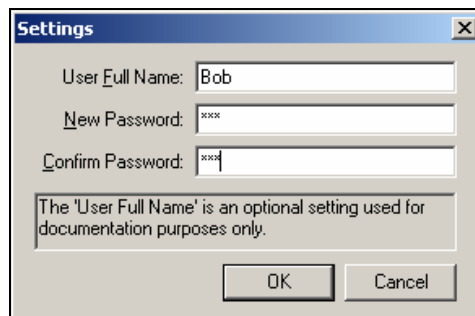 Settings
User Full Name: Bob
New Password: ***
Confirm Password: ***
The 'User Full Name' is an optional setting used for
documentation purposes only.
OK Cancel